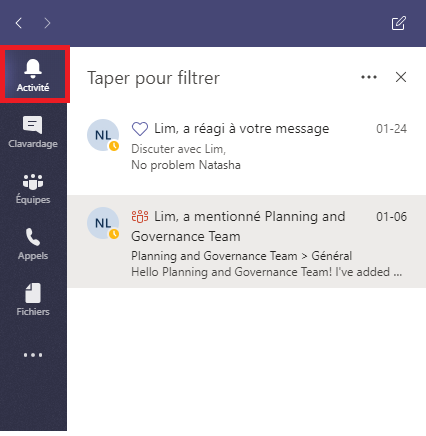 Activité
Clavardage
Équipes
Appels
Fichiers
Taper pour filtrer
NL
Lim, a réagi à votre message
01-24
Discuter avec Lim,
No problem Natasha
NL
Lim, a mentionné Planning and
01-06
Governance Team
Planning and Governance Team > Général
Hello Planning and Governance Team! I've added ...